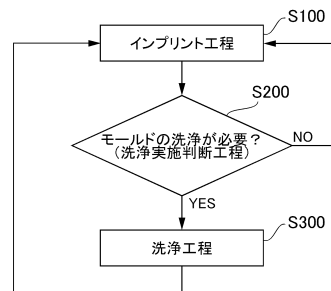 S100
インプリント工程
S200
モールドの洗浄が必要?
(洗浄実施判断工程)
NO
YES
S300
洗浄工程